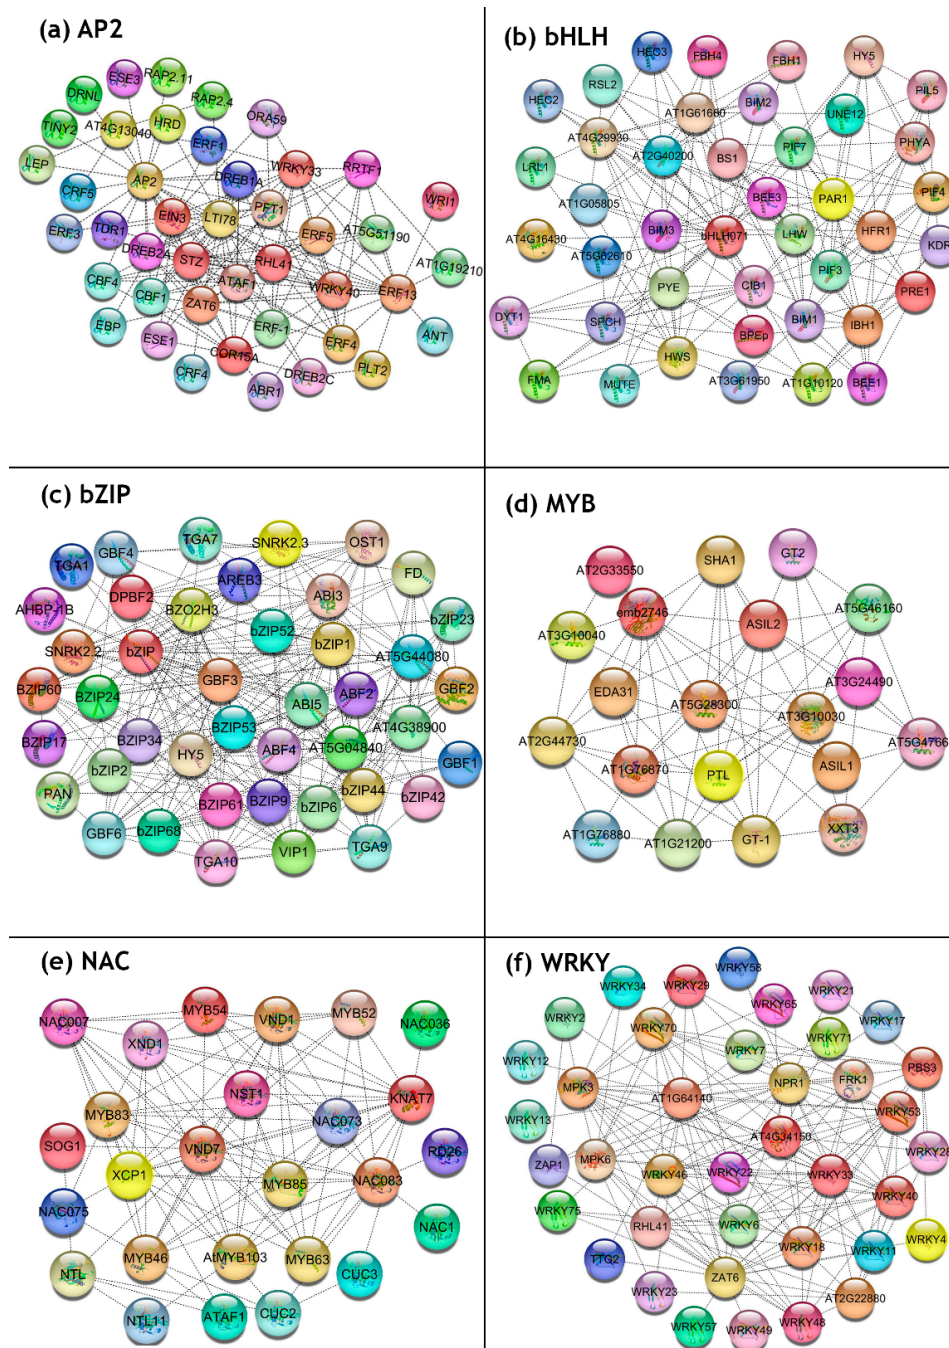 (a) AP2
ESE3
RAP2.11
DRNL
RAP2.4
TINY2
AT4G13040
HRD
ORA59
ERF1
LEP
AP2
DREB1A
WRKY33
RRTF1
CRF5
WRI1
EIN3
LTI78
PFT1
ERF3
TDR1
ERF5
AT5G51190
DREB2A
STZ
RHL41
AT1G19210
CBF4
CBF1
ATAF1
WRKY40
ERF13
ZAT6
EBP
ERF-1
ANT
ESE1
ERF4
COR15A
PLT2
CRF4
DREB2C
ABR1
(b) bHLH
HEC3
FBH4
FBH1
HY5
RSL2
PIL5
HEC2
BIM2
AT1G61660
UNE12
AT4G29930
PIF7
PHYA
LRL1
AT2G40200
BS1
AT1G05805
BEE3
PAR1
PIF4
AT4G16430
BIM3
bHLH071
LHW
HFR1
KDR
AT5G62610
PIF3
PYE
CIB1
PRE1
DYT1
SPCH
BIM1
IBH1
BPEp
HWS
FMA
MUTE
AT3G61950
AT1G10120
BEE1
(c) bZIP
TGA7
SNRK2.3
OST1
GBF4
TGA1
AREB3
FD
DPBF2
BZO2H3
ABI3
AHBP-1B
bZIP23
bZIP52
bZIP1
SNRK2.2
bZIP
AT5G44080
GBF3
BZIP60
BZIP24
ABI5
ABF2
GBF2
BZIP53
AT4G38900
BZIP17
BZIP34
HY5
ABF4
AT5G04840
GBF1
bZIP2
PAN
BZIP61
BZIP9
bZIP6
bZIP44
bZIP42
GBF6
bZIP68
TGA10
VIP1
TGA9
(d) MYB
GT2
SHA1
AT2G33550
emb2746
AT5G46160
AT3G10040
ASIL2
AT3G24490
EDA31
AT5G28300
AT3G10030
AT2G44730
AT5G4766
AT1G76870
PTL
ASIL1
AT1G76880
AT1G21200
GT-1
XXT3
(e) NAC
MYB54
VND1
MYB52
NAC007
NAC036
XND1
NST1
KNAT7
MYB83
NAC073
SOG1
VND7
RD26
XCP1
MYB85
NAC083
NAC075
NAC1
MYB46
AtMYB103
MYB63
NTL
CUC3
NTL11
ATAF1
CUC2
(f) WRKY
WRKY58
WRKY29
WRKY34
WRKY21
WRKY65
WRKY2
WRKY70
WRKY17
WRKY71
WRKY7
WRKY12
PBS3
MPK3
NPR1
FRK1
AT1G64140
WRKY53
WRKY13
AT4G34150
WRKY28
ZAP1
MPK6
WRKY46
WRKY22
WRKY33
WRKY40
WRKY75
RHL41
WRKY6
WRKY4
WRKY18
WRKY11
TTG2
ZAT6
WRKY23
AT2G22880
WRKY57
WRKY49
WRKY48